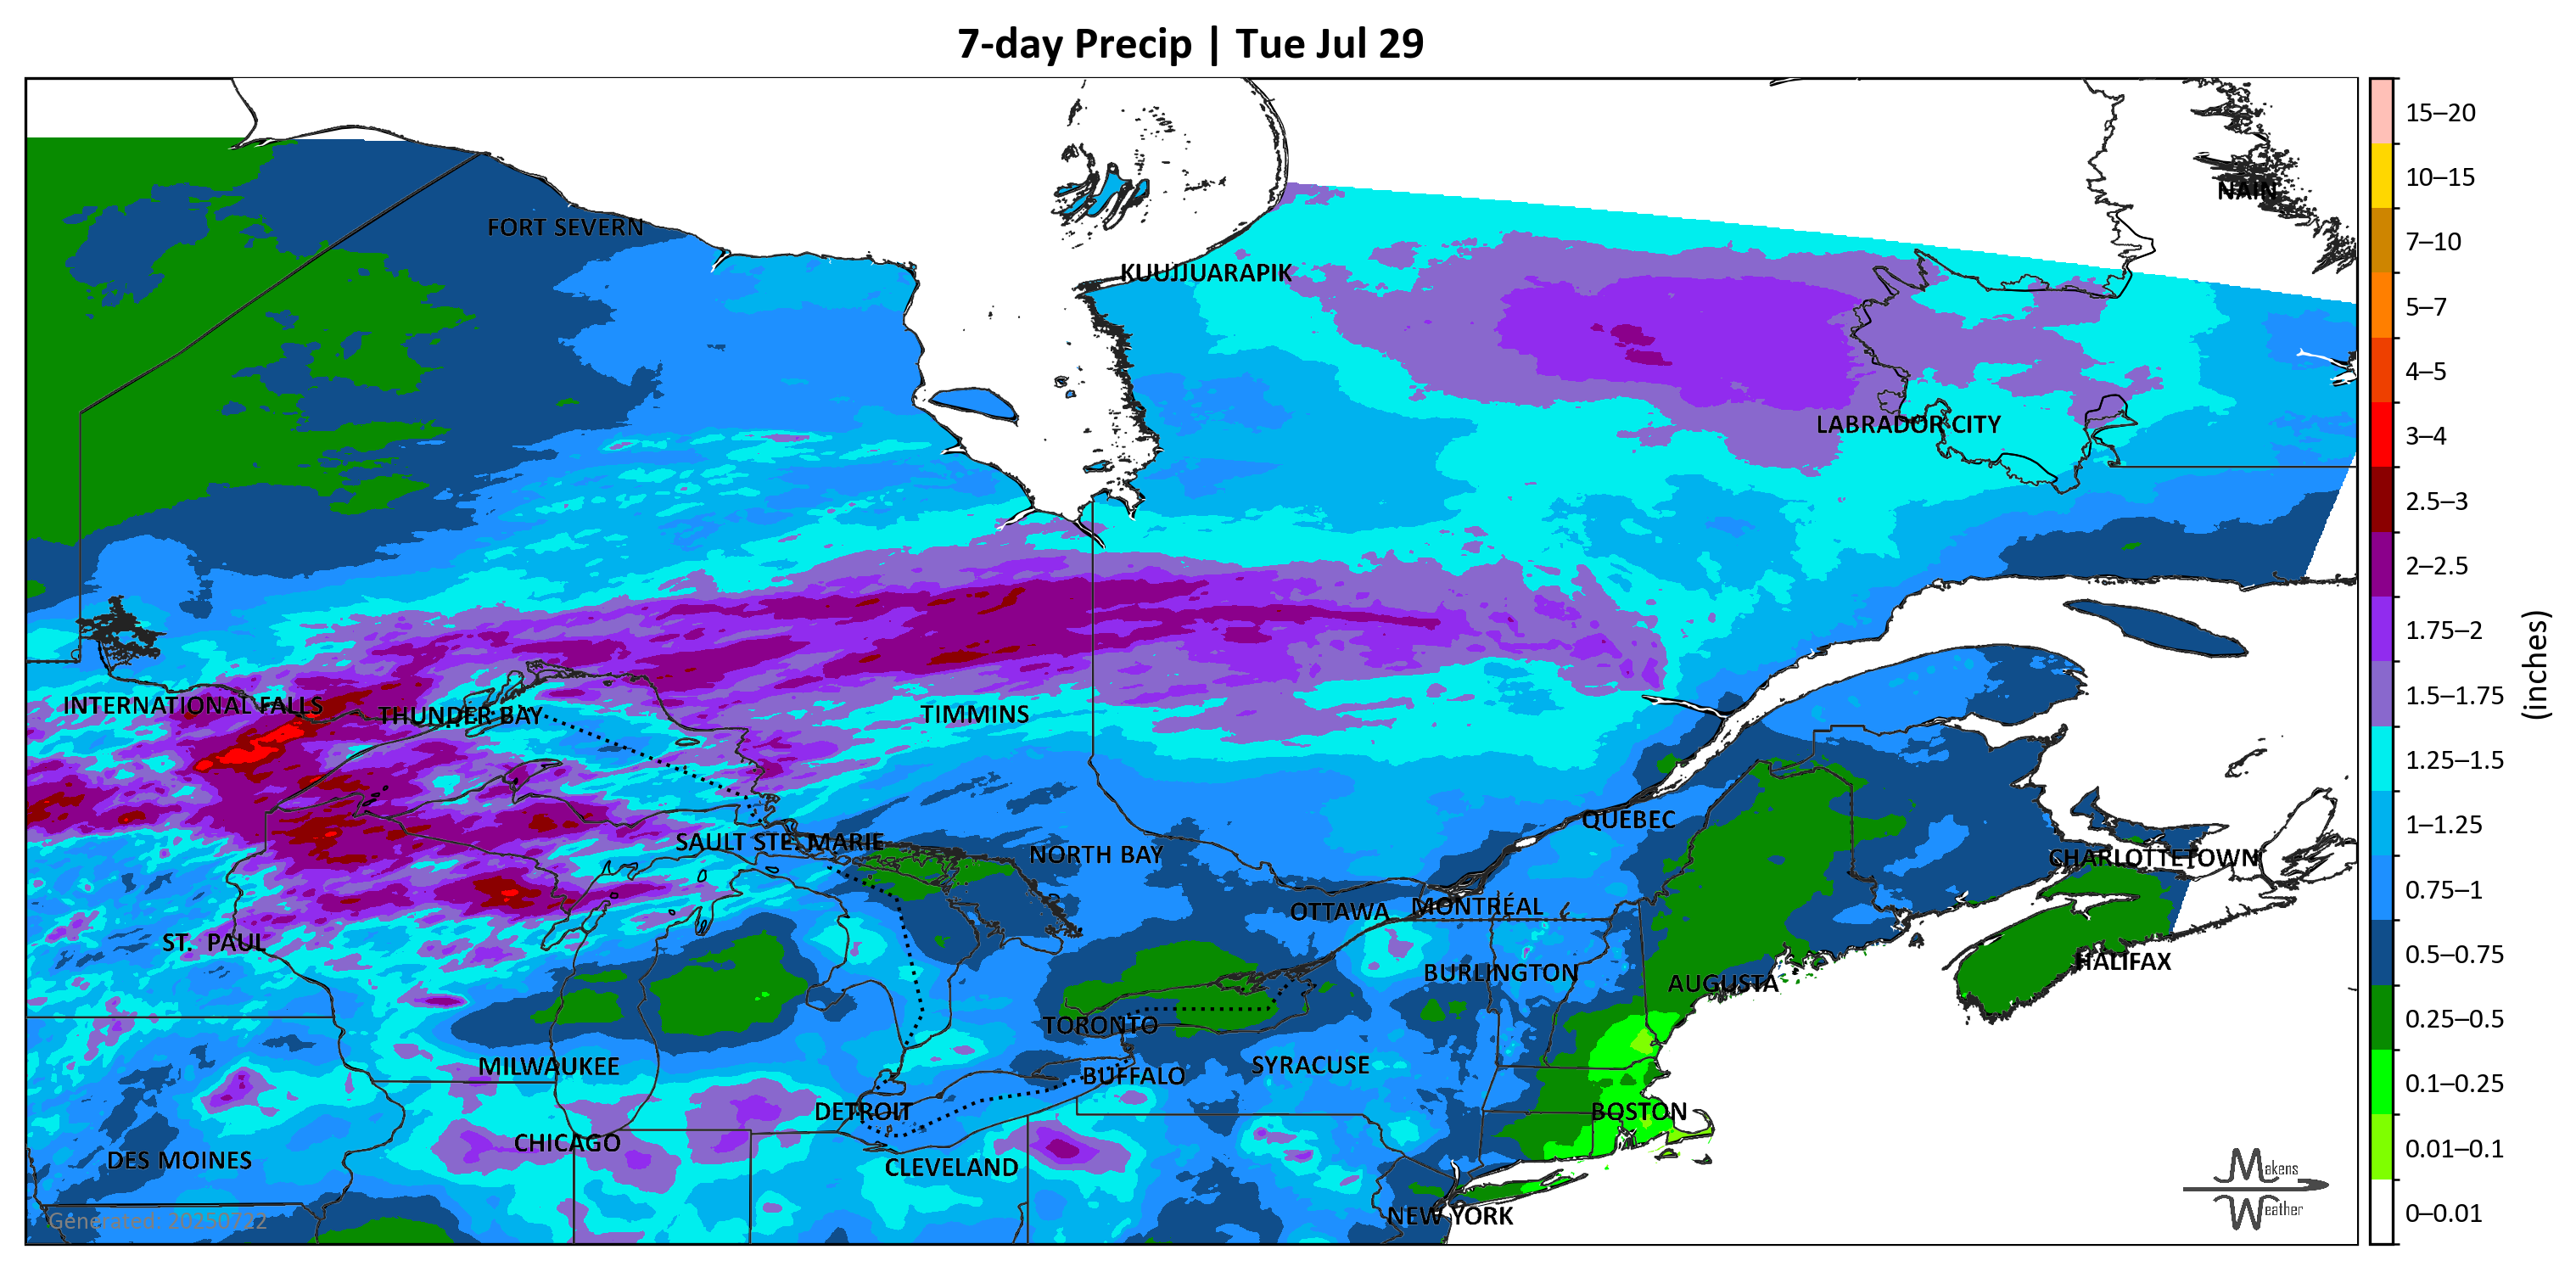 7-day Precip | Tue Jul 29
NAIN
FORT SEVERN
KUUJJUARAPIK
LABRADOR CITY
INTERNATIONAL FALLS
THUNDER BAY
TIMMINS
QUÉBEC
SAULT STE. MARIE
NORTH BAY
CHARLOTTETOWN
OTTAWA
MONTRÉAL
ST. PAUL
HALIFAX
BURLINGTON
AUGUSTA
TORONTO
MILWAUKEE
SYRACUSE
BUFFALO
DETROIT
BOSTON
CHICAGO
DES MOINES
CLEVELAND
NEW YORK
Generated: 20250722
Makens
Weather
15–20
10–15
7–10
5–7
4–5
3–4
2.5–3
2–2.5
1.75–2
1.5–1.75
1.25–1.5
1–1.25
0.75–1
0.5–0.75
0.25–0.5
0.1–0.25
0.01–0.1
0–0.01
(inches)